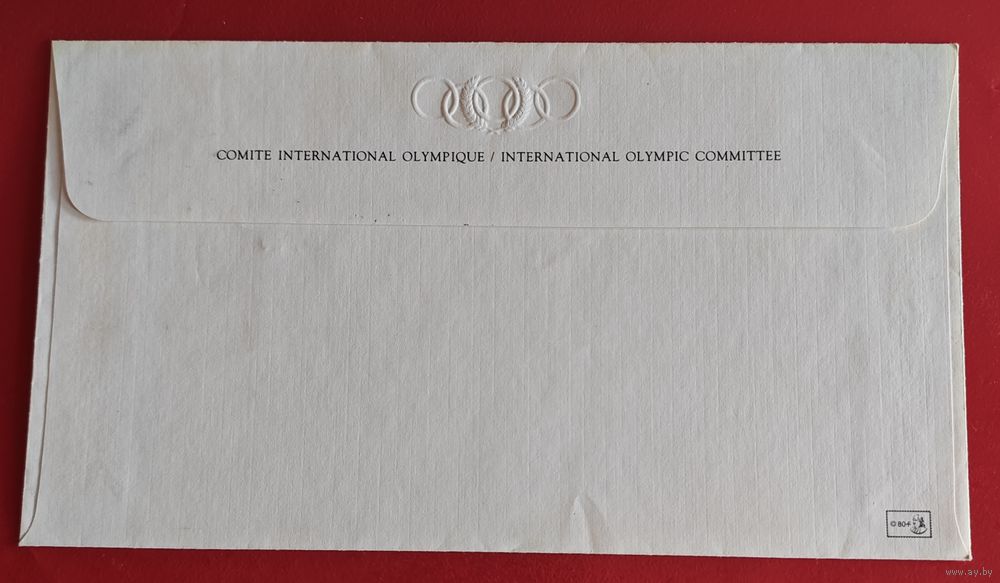 COMITE INTERNATIONAL OLYMPIQUE / INTERNATIONAL OLYMPIC COMMITTEE
© 80-F
www.ay.by